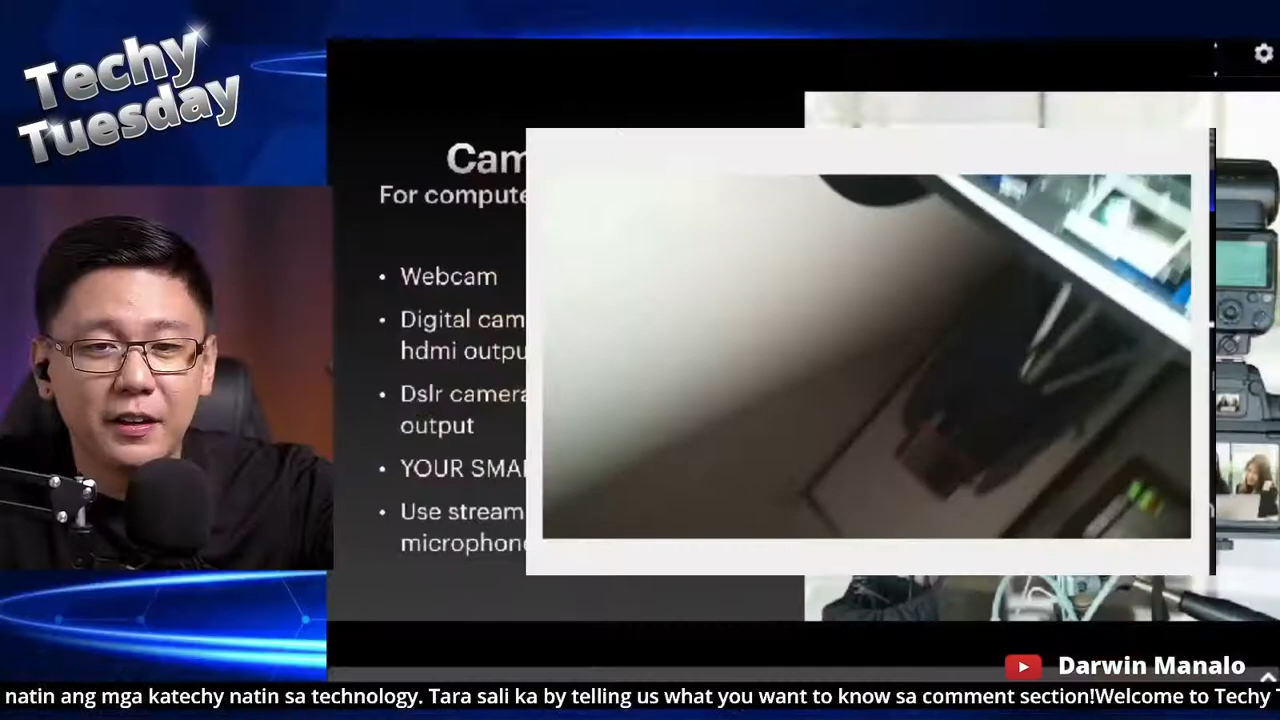 Techy
Tuesday
Cam
For compute
• Webcam
• Digital cam
hdmi outpu
• Dslr camera
output
• YOUR SMA
• Use stream
microphone
Darwin Manalo
natin ang mga katechy natin sa technology. Tara sali ka by telling us what you want to know sa comment section!Welcome to Techy